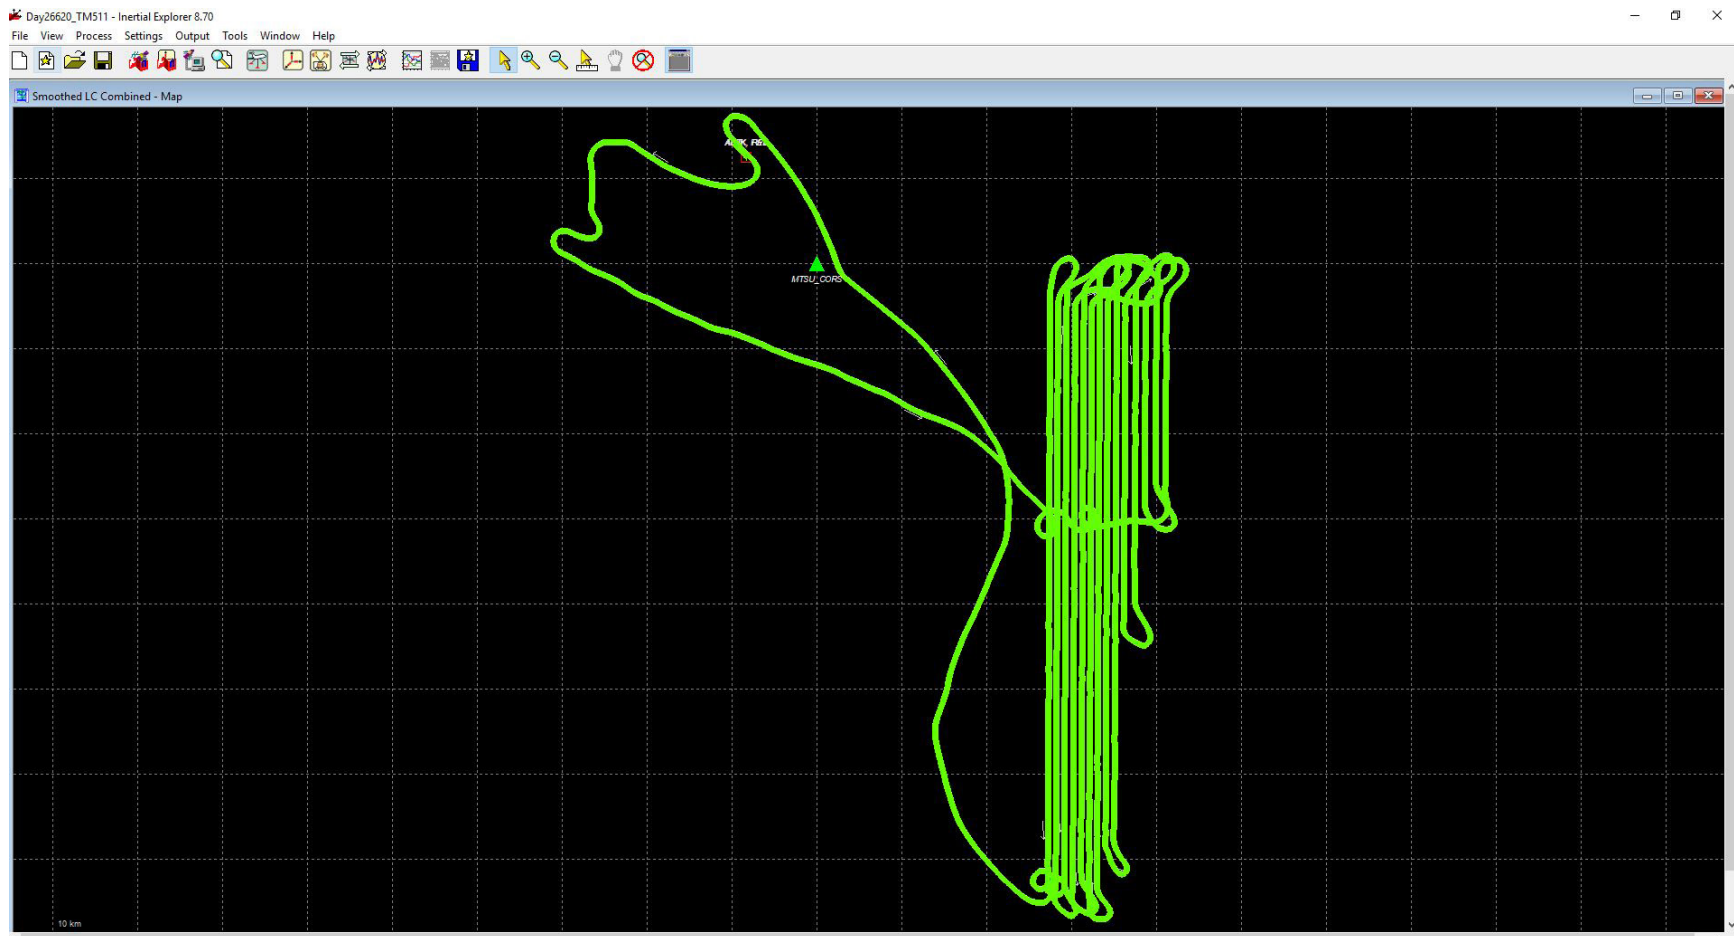 Day26620_TM511 - Inertial Explorer 8.70
File View Process Settings Output Tools Window Help
Smoothed LC Combined - Map
MTSU_CORS
10 km